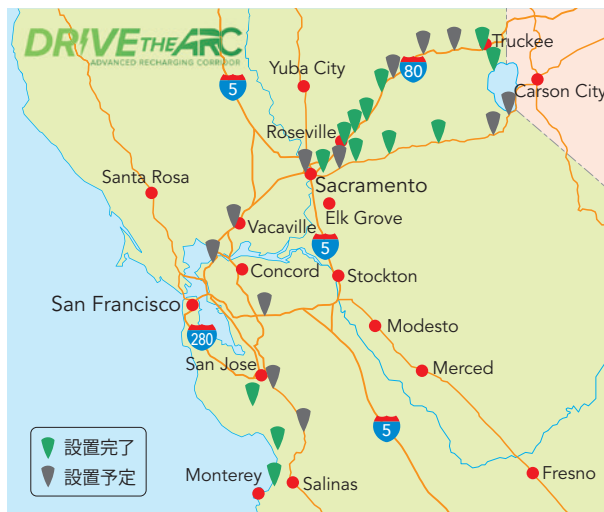 DRIVE THE ARC
ADVANCED RECHARGING CORRIDOR
Truckee
Yuba City
5
80
Carson City
Roseville
Santa Rosa
Sacramento
Elk Grove
Vacaville
5
Concord
Stockton
San Francisco
280
Modesto
San Jose
Merced
5
設置完了
設置予定
Monterey
Salinas
Fresno